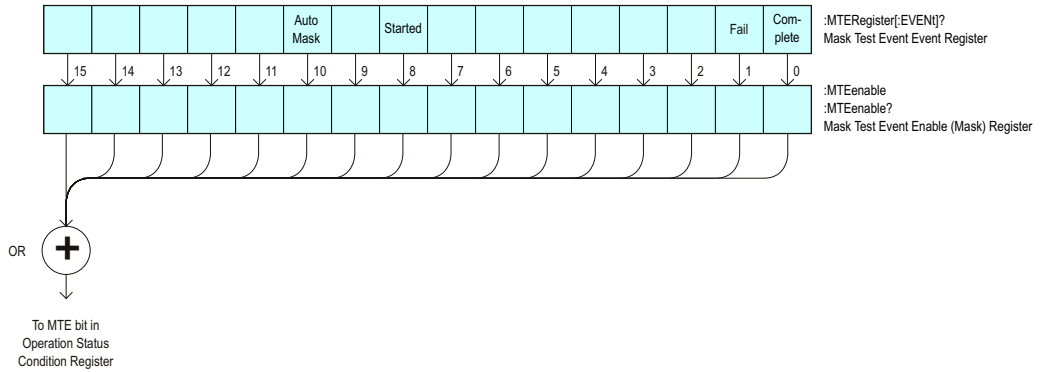 Auto
Mask
Started
Fail
Com-
plete
:MTERegister[:EVENt]?
Mask Test Event Event Register
15 14 13 12 11 10 9 8 7 6 5 4 3 2 1 0
:MTEenable
:MTEenable?
Mask Test Event Enable (Mask) Register
OR
+
To MTE bit in
Operation Status
Condition Register